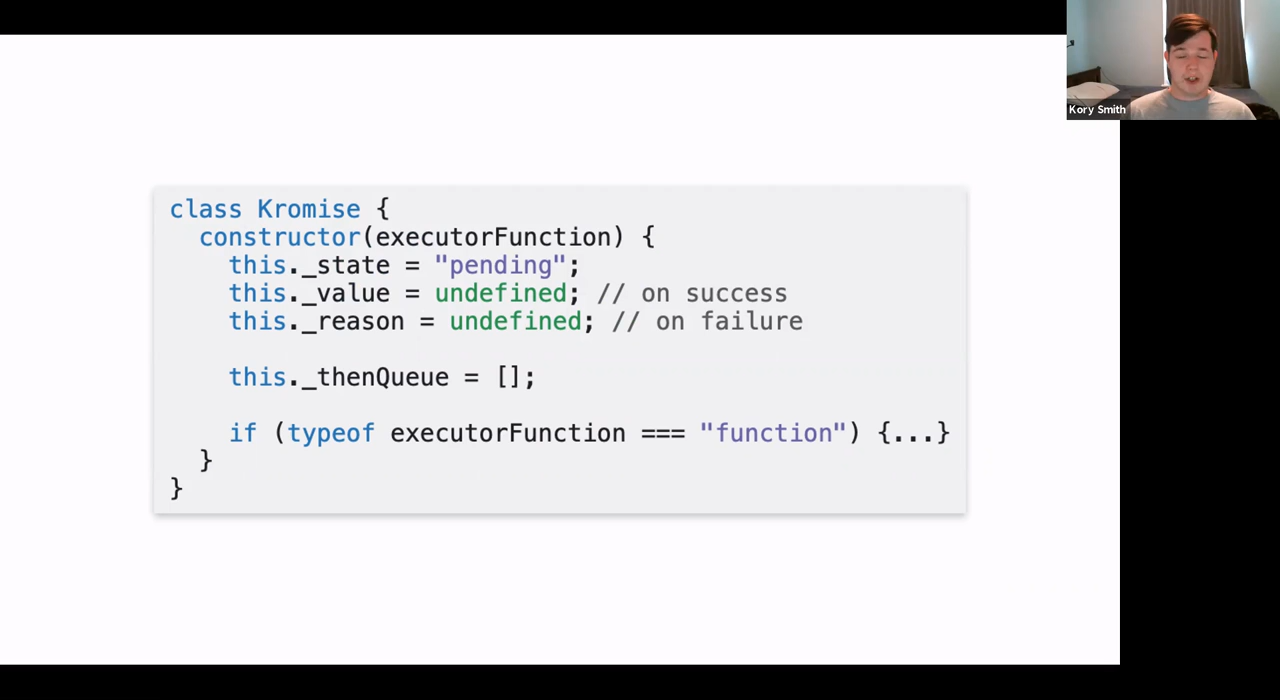 Kory Smith
class Kromise {
constructor(executorFunction) {
this._state = "pending";
this._value = undefined; // on success
this._reason = undefined; // on failure
this._thenQueue = [];
if (typeof executorFunction === "function") {...}
}
}